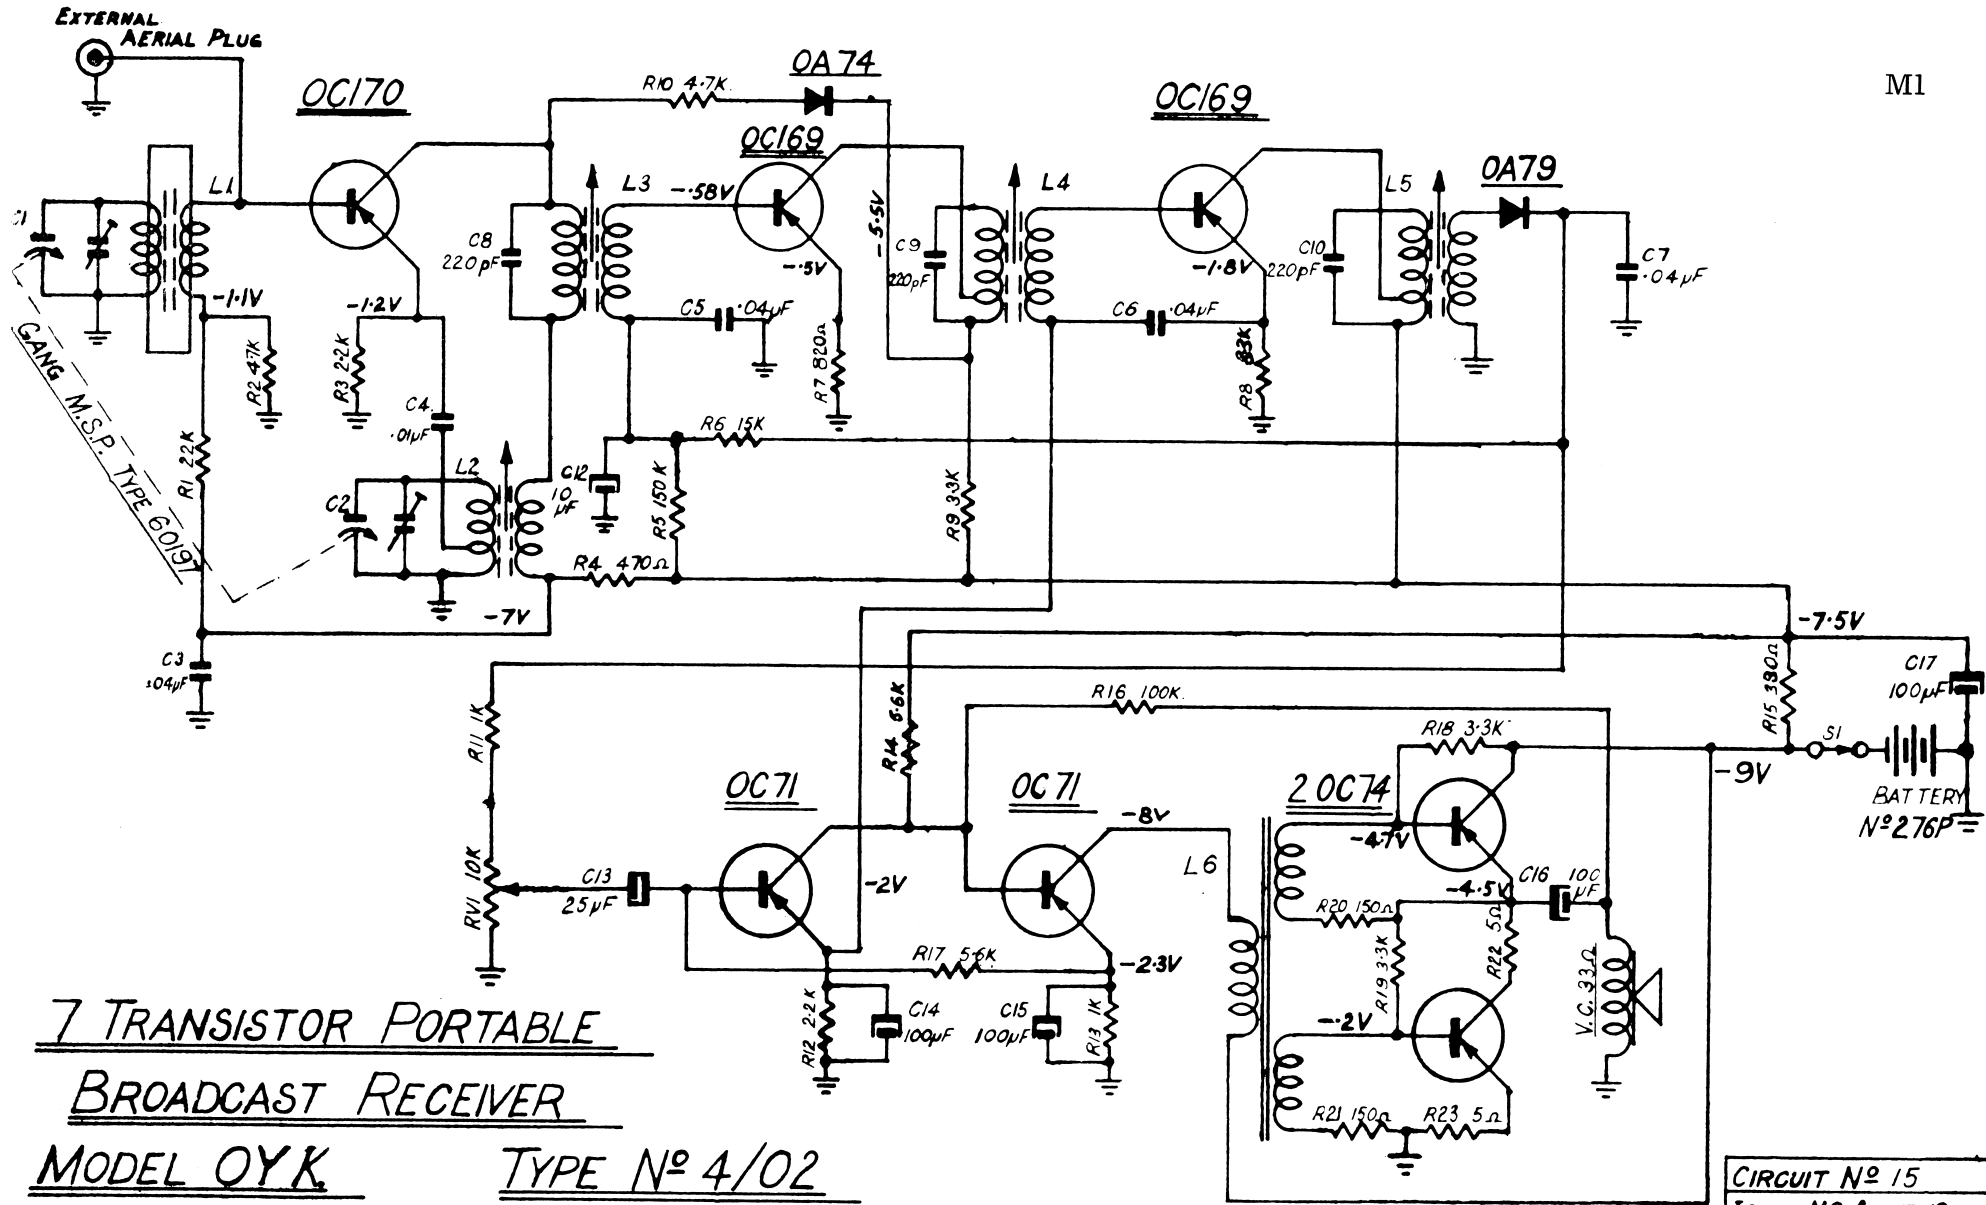 EXTERNAL
AERIAL PLUG
OC170
R10 4.7K.
OA74
OC169
OC169
M1
OA79
L1
L3
-.58V
-5.5V
L4
L5
C8
220pF
-.5V
C9
220pF
-1.8V
C10
220pF
C7
.04µF
-1.1V
-1.2V
C5 .04µF
C6 .04µF
R2 47K
R3 2.2K
R7 820Ω
R8
GANG M.S.P. TYPE 60197
C4
.01µF
R1 22K
R6 15K
L2
C12
10
µF
C2
R5 150K
R9 3.3K
R4 470Ω
-7V
-7.5V
C3
.04µF
C17
100µF
R11 1K
R14 5.6K
R16 100K.
R15
R18 3.3K
S1
-9V
BATTERY
Nº 276P
OC71
OC71
2 OC74
-8V
-4.7V
L6
RV1 10K
C13
25µF
-2V
-4.5V
C16 100
µF
R20 150Ω
R22 5Ω
R17 5.6K
-2.3V
R19 3.3K
V.C. 33Ω
R12 2.2K
C14
100µF
C15
100µF
R13 1K
-.2V
R21 150Ω
R23 5Ω
7 TRANSISTOR PORTABLE
BROADCAST RECEIVER
MODEL OYK
TYPE Nº 4/02
CIRCUIT Nº 15